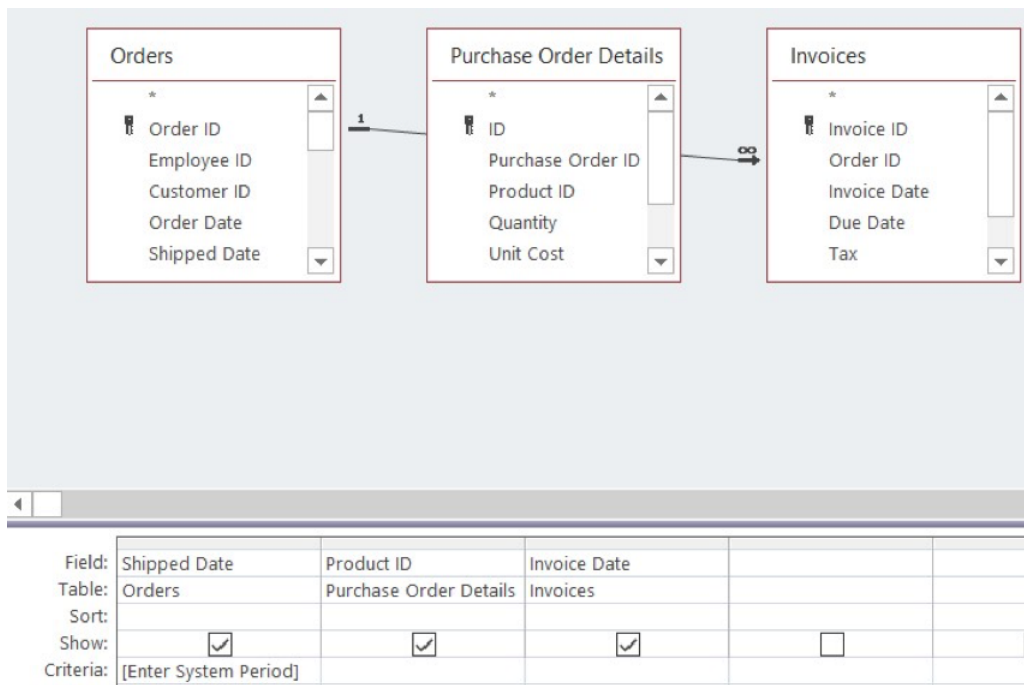 Orders
*
Order ID
Employee ID
Customer ID
Order Date
Shipped Date
1
Purchase Order Details
*
ID
Purchase Order ID
Product ID
Quantity
Unit Cost
∞
Invoices
*
Invoice ID
Order ID
Invoice Date
Due Date
Tax
Field: Shipped Date Product ID Invoice Date
Table: Orders Purchase Order Details Invoices
Sort:
Show:
Criteria: [Enter System Period]